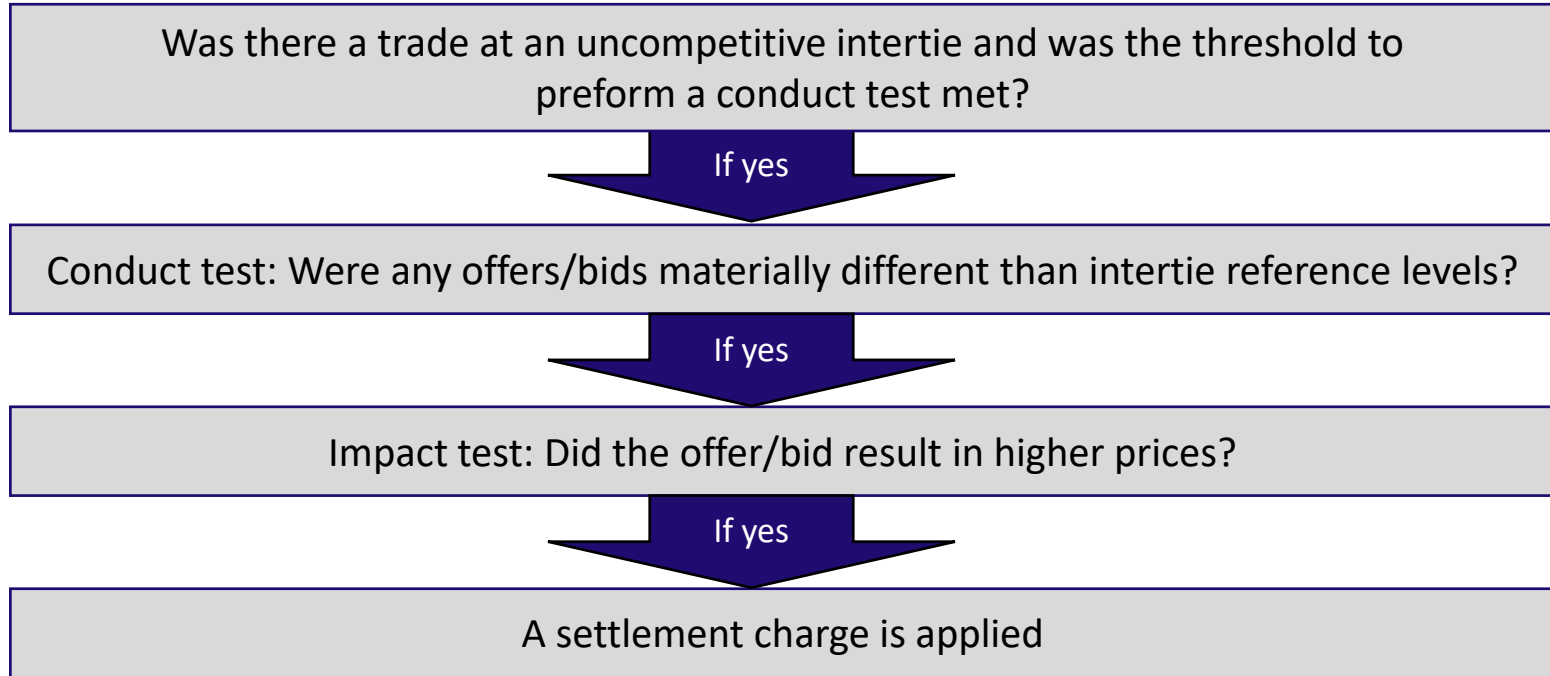 Was there a trade at an uncompetitive intertie and was the threshold to
preform a conduct test met?
If yes
Conduct test: Were any offers/bids materially different than intertie reference levels?
If yes
Impact test: Did the offer/bid result in higher prices?
If yes
A settlement charge is applied